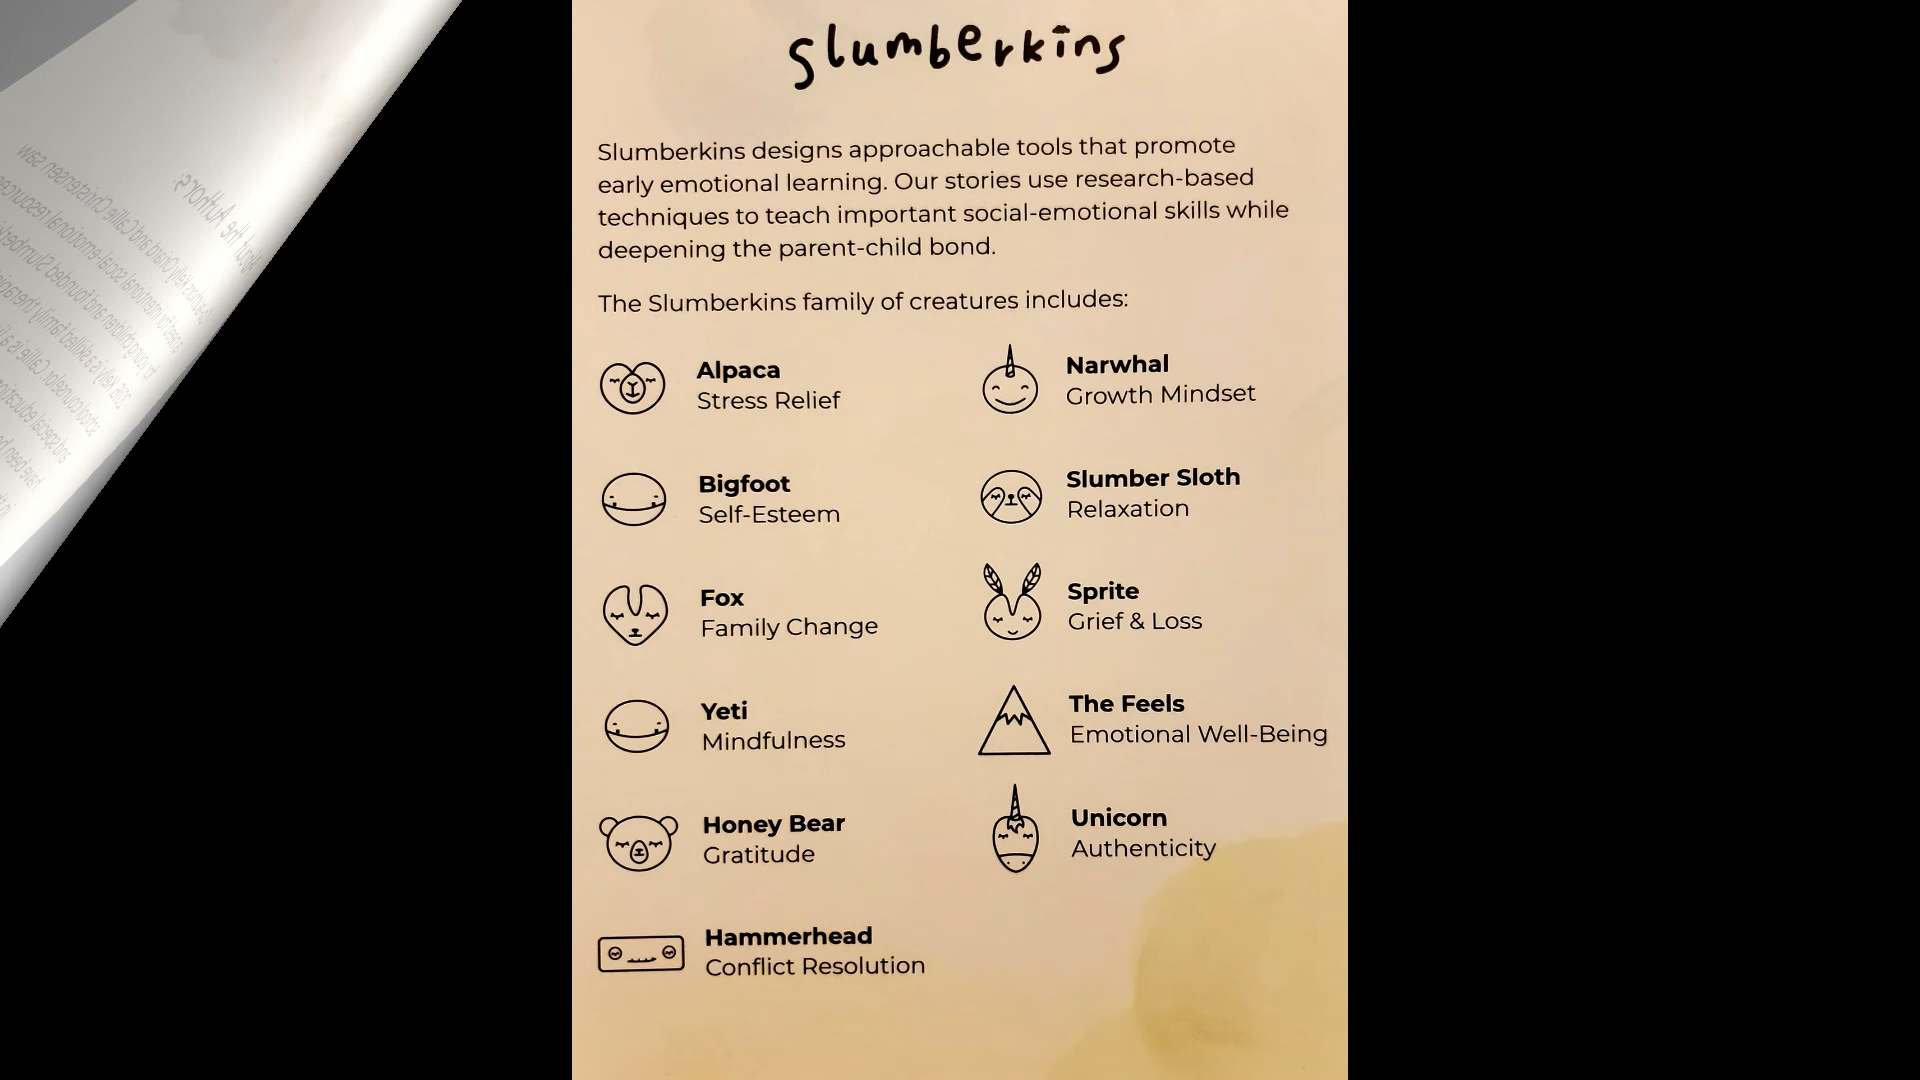 slumberkins
Slumberkins designs approachable tools that promote
early emotional learning. Our stories use research-based
techniques to teach important social-emotional skills while
deepening the parent-child bond.
The Slumberkins family of creatures includes:
Alpaca
Stress Relief
Bigfoot
Self-Esteem
Fox
Family Change
Yeti
Mindfulness
Honey Bear
Gratitude
Hammerhead
Conflict Resolution
Narwhal
Growth Mindset
Slumber Sloth
Relaxation
Sprite
Grief & Loss
The Feels
Emotional Well-Being
Unicorn
Authenticity